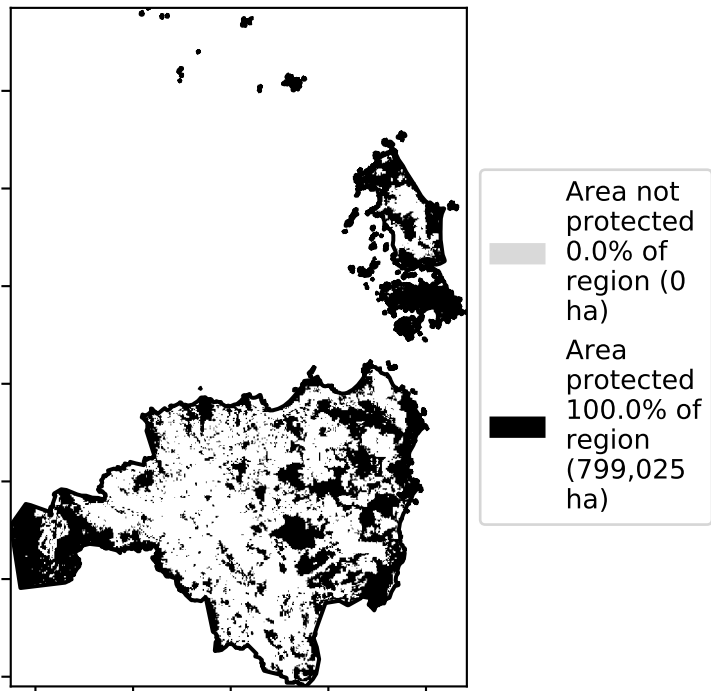 Area not
protected
0.0% of
region (0
ha)
Area
protected
100.0% of
region
(799,025
ha)